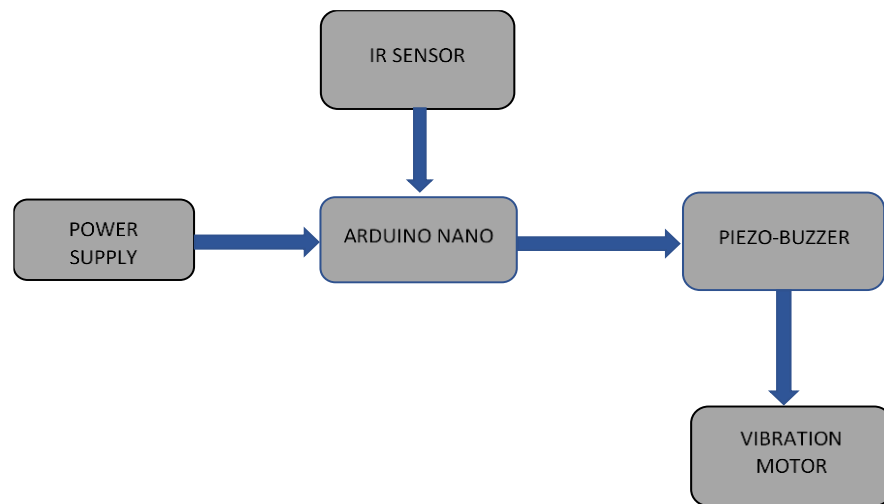 IR SENSOR
POWER
SUPPLY
ARDUINO NANO
PIEZO-BUZZER
VIBRATION
MOTOR